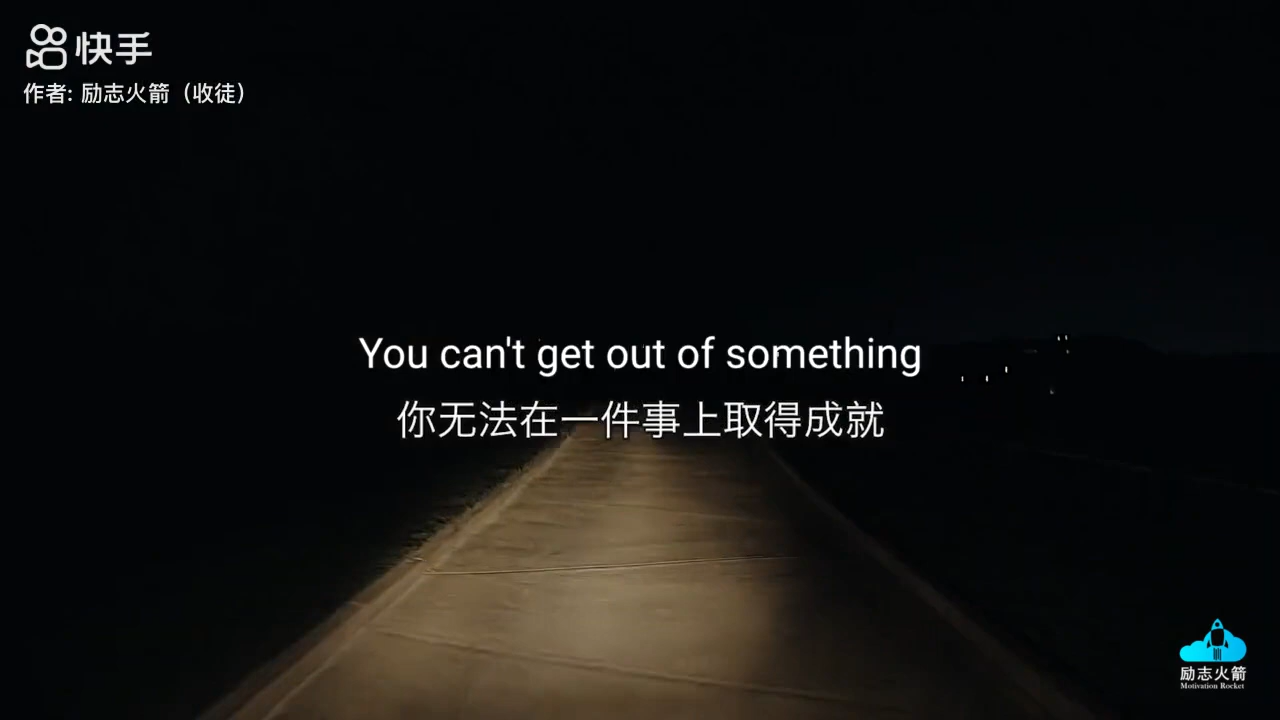 快手
作者: 励志火箭（收徒）
You can't get out of something
你无法在一件事上取得成就
励志火箭
Motivation Rocket